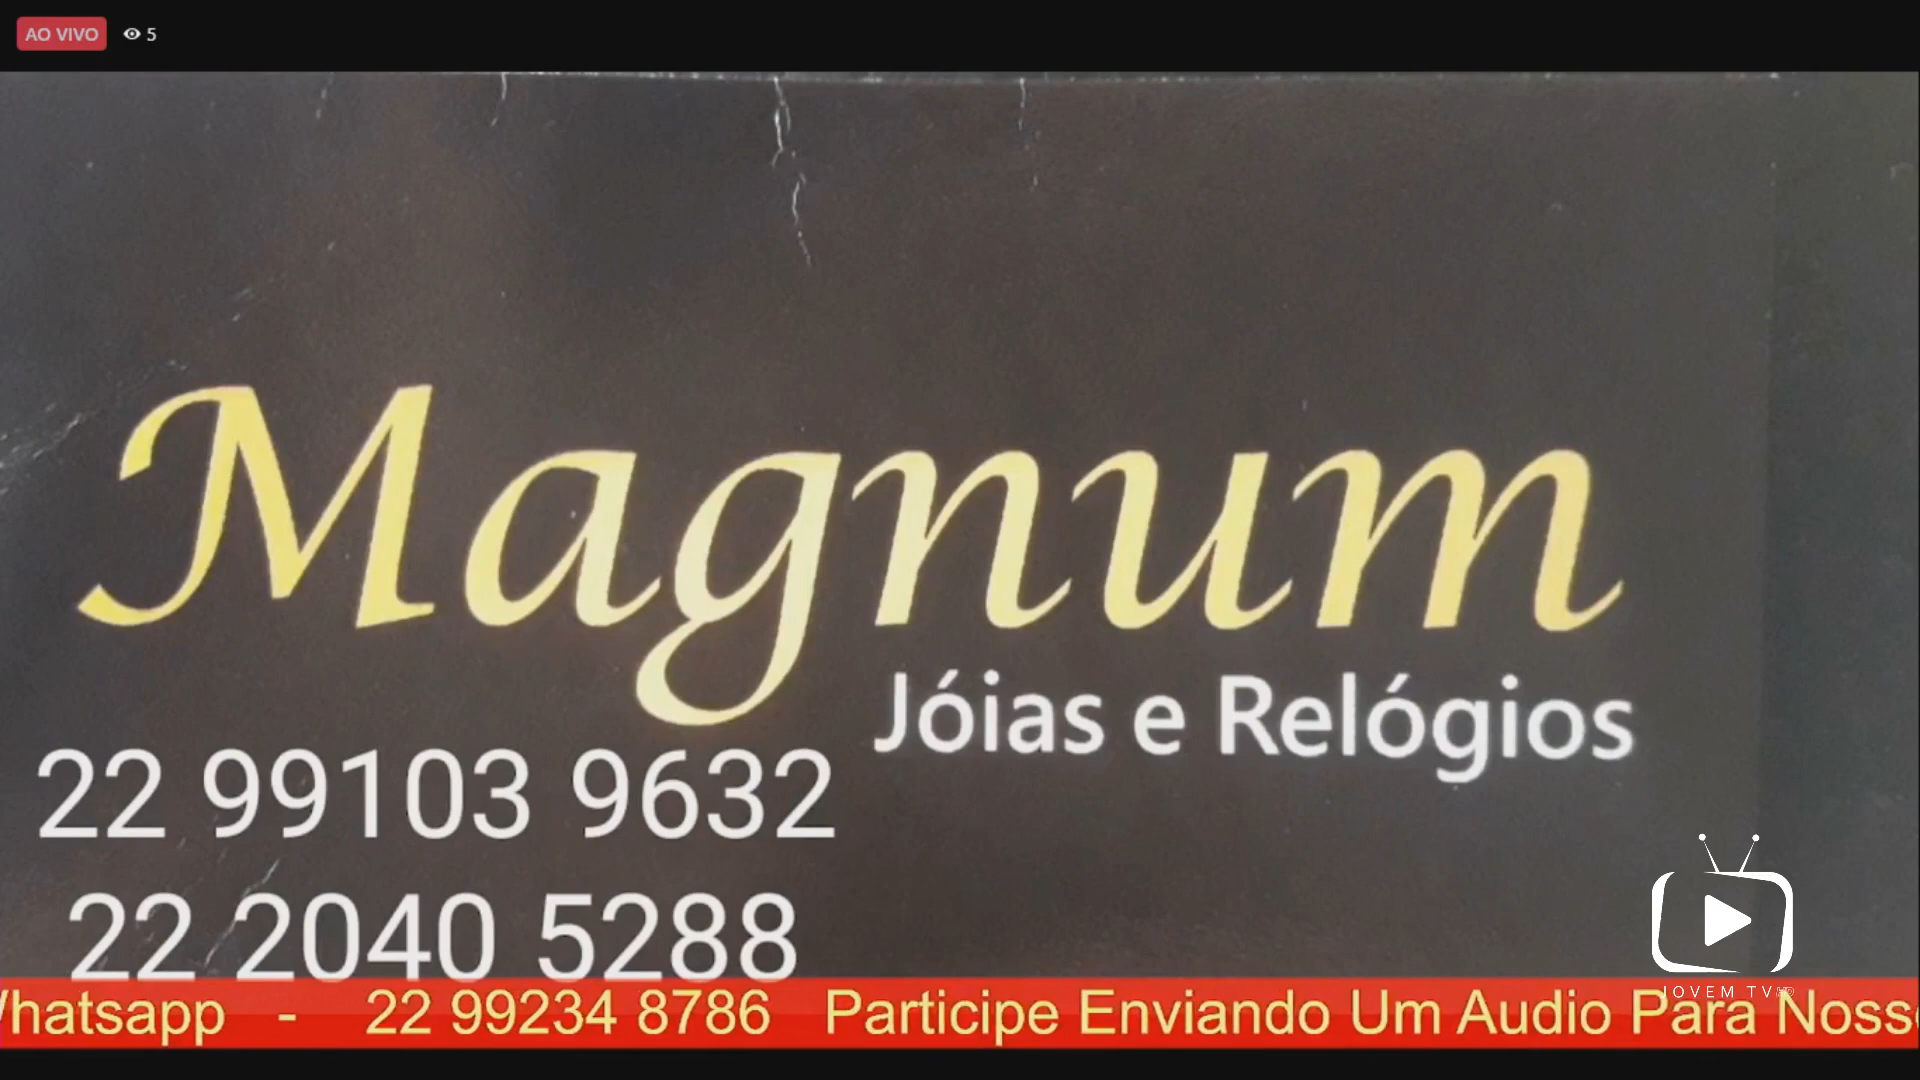 AO VIVO 5
Magnum
Jóias e Relógios
22 99103 9632
22 2040 5288
JOVEM TV HD
hatsapp - 22 99234 8786 Participe Enviando Um Audio Para Noss